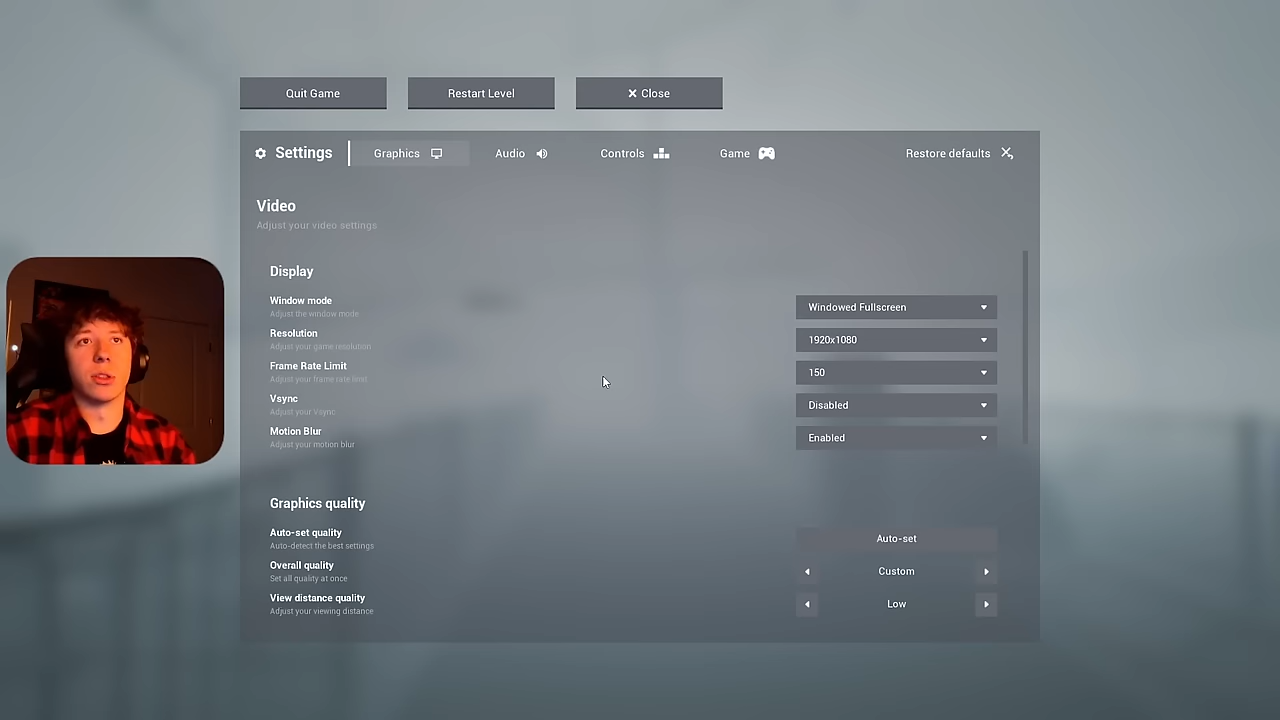 Quit Game
Restart Level
Close
Settings
Graphics
Audio
Controls
Game
Restore defaults
Video
Adjust your video settings
Display
Window mode
Adjust the window mode
Windowed Fullscreen
Resolution
Adjust your game resolution
1920x1080
Frame Rate Limit
Adjust your frame rate limit
150
Vsync
Adjust your Vsync
Disabled
Motion Blur
Adjust your motion blur
Enabled
Graphics quality
Auto-set quality
Auto-detect the best settings
Auto-set
Overall quality
Set all quality at once
Custom
View distance quality
Adjust your viewing distance
Low